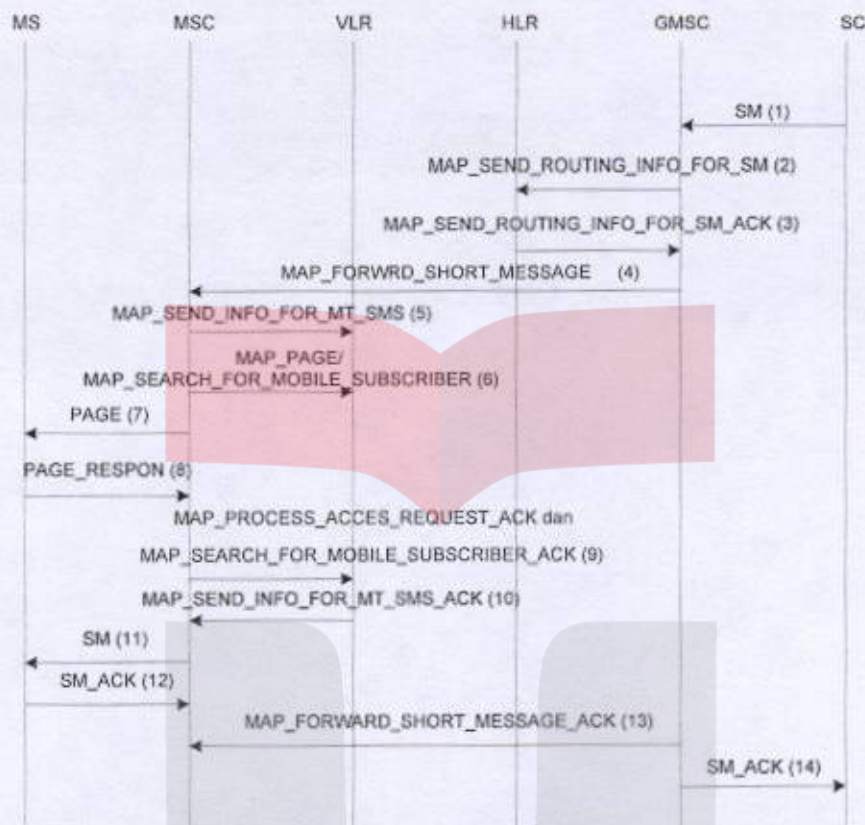 MS MSC VLR HLR GMSC SC
SM (1)
MAP_SEND_ROUTING_INFO_FOR_SM (2)
MAP_SEND_ROUTING_INFO_FOR_SM_ACK (3)
MAP_FORWRD_SHORT_MESSAGE (4)
MAP_SEND_INFO_FOR_MT_SMS (5)
MAP_PAGE/
MAP_SEARCH_FOR_MOBILE_SUBSCRIBER (6)
PAGE (7)
PAGE_RESPON (8)
MAP_PROCESS_ACCES_REQUEST_ACK dan
MAP_SEARCH_FOR_MOBILE_SUBSCRIBER_ACK (9)
MAP_SEND_INFO_FOR_MT_SMS_ACK (10)
SM (11)
SM_ACK (12)
MAP_FORWARD_SHORT_MESSAGE_ACK (13)
SM_ACK (14)